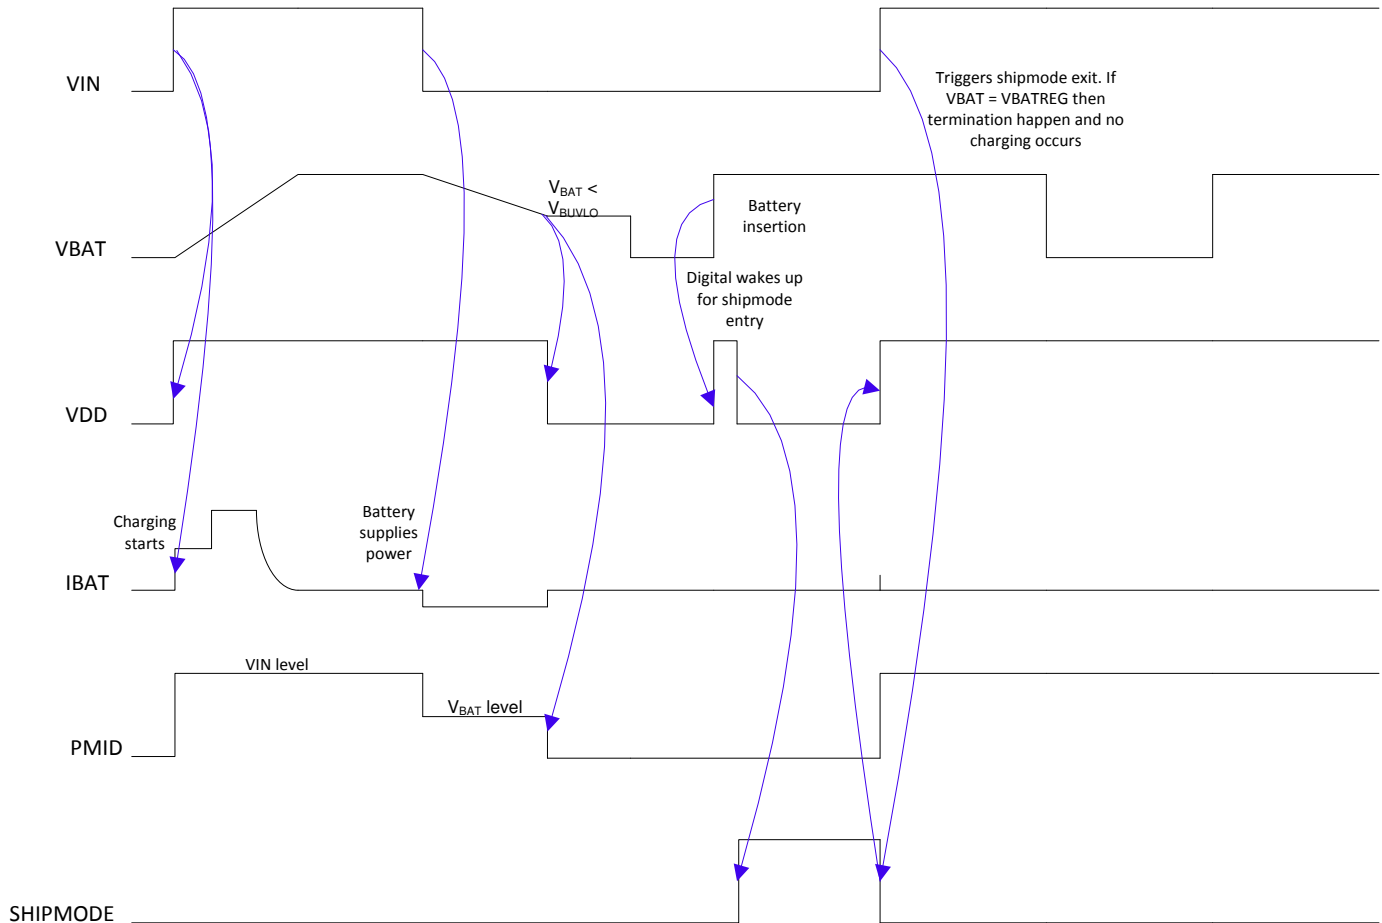 VIN
Triggers shipmode exit. If
VBAT = VBATREG then
termination happen and no
charging occurs
VBAT
VBAT <
VBUVLO
Battery
insertion
Digital wakes up
for shipmode
entry
VDD
Charging
starts
Battery
supplies
power
IBAT
VIN level
VBAT level
PMID
SHIPMODE